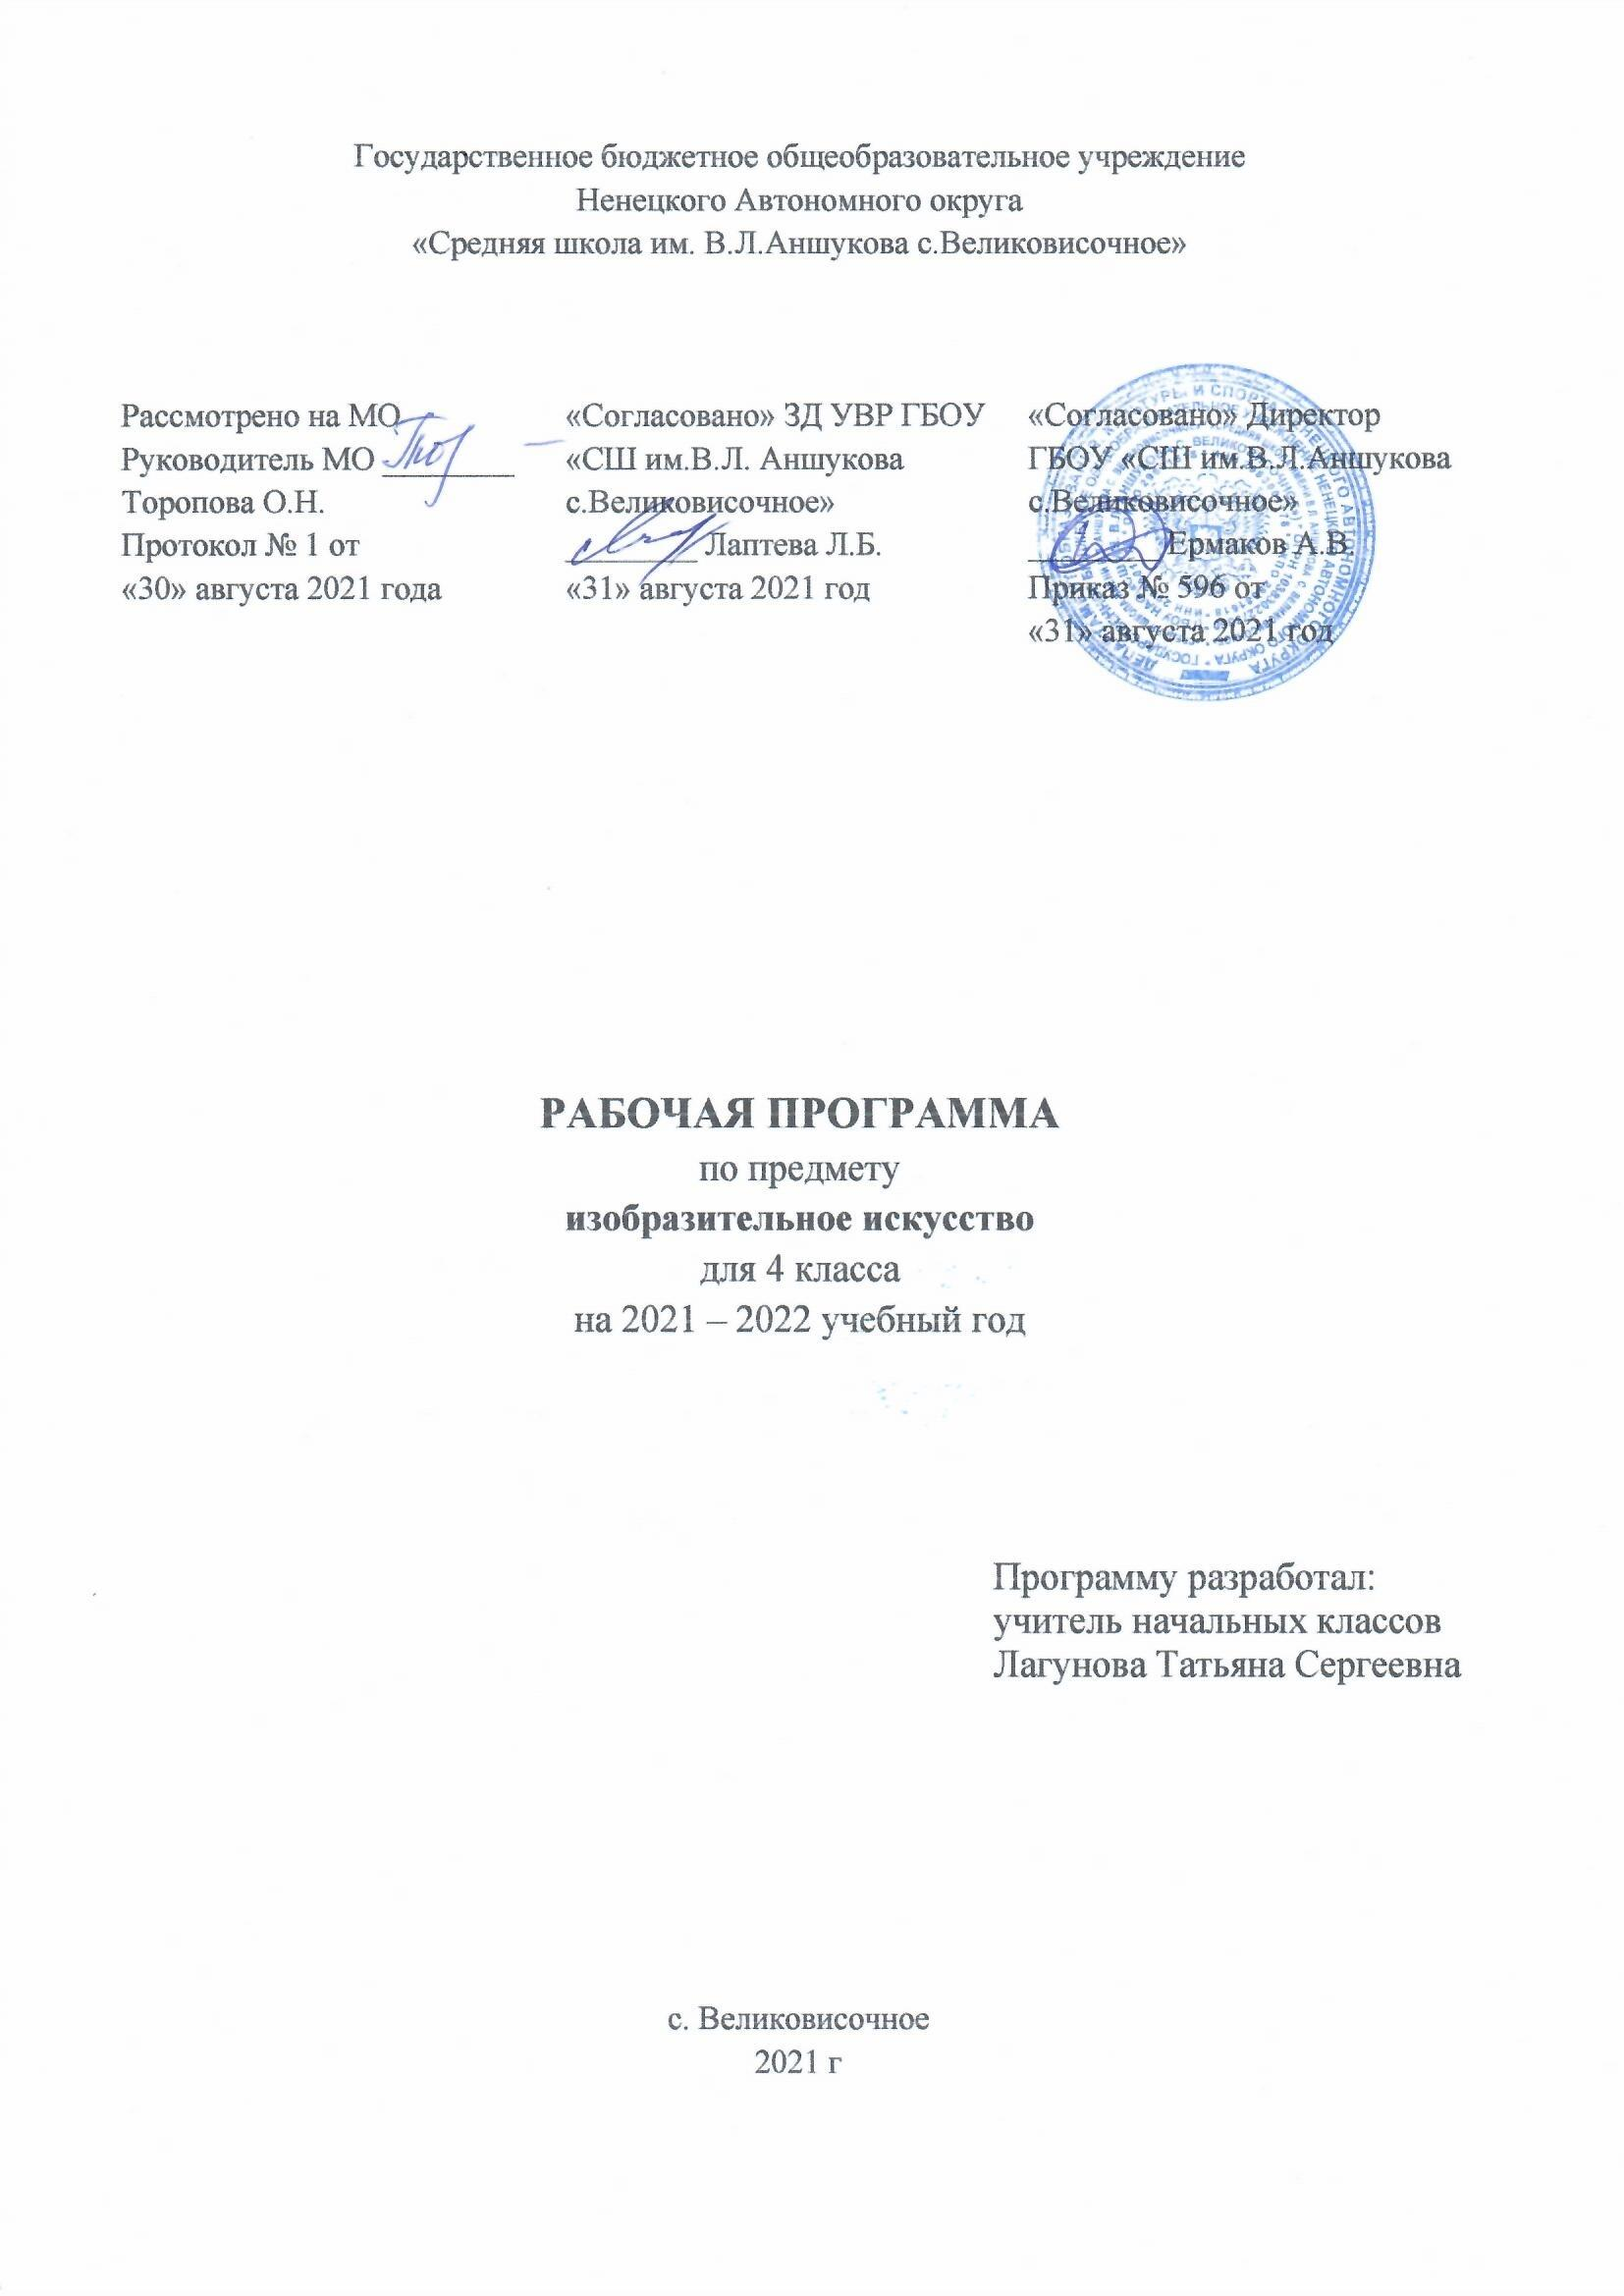 Государственное бюджетное общеобразовательное учреждение
Ненецкого Автономного округа
«Средняя школа им. В.Л.Аншукова с.Великовисочное»
Рассмотрено на МО
Руководитель МО ________
Торопова О.Н.
Протокол № 1 от
«30» августа 2021 года
«Согласовано» ЗД УВР ГБОУ
«СШ им.В.Л. Аншукова
с.Великовисочное»
________ Лаптева Л.Б.
«31» августа 2021 год
«Согласовано» Директор
ГБОУ «СШ им.В.Л.Аншукова
с.Великовисочное»
________ Ермаков А.В.
Приказ № 596 от
«31» августа 2021 год
РАБОЧАЯ ПРОГРАММА
по предмету
изобразительное искусство
для 4 класса
на 2021 – 2022 учебный год
Программу разработал:
учитель начальных классов
Лагунова Татьяна Сергеевна
с. Великовисочное
2021 г